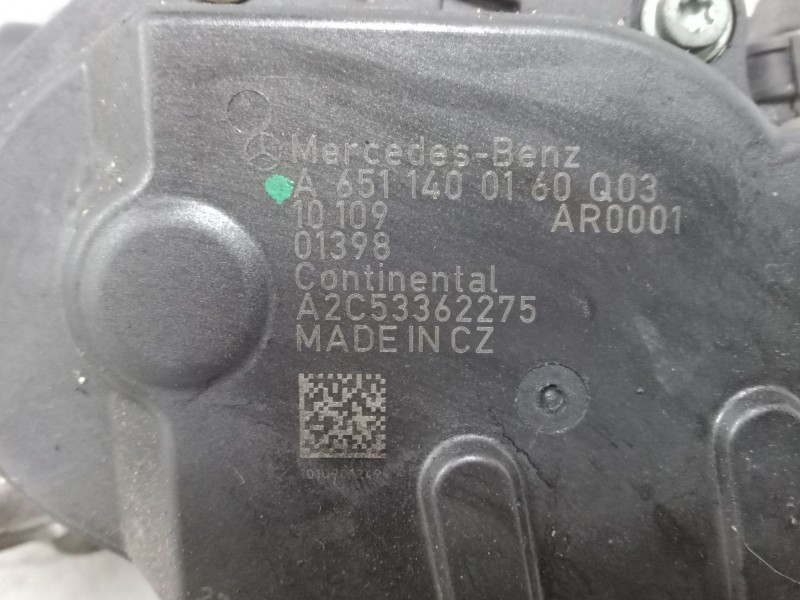 Mercedes-Benz
A 651 140 01 60 Q03
10 109 AR0001
01398
Continental
A2C53362275
MADE IN CZ